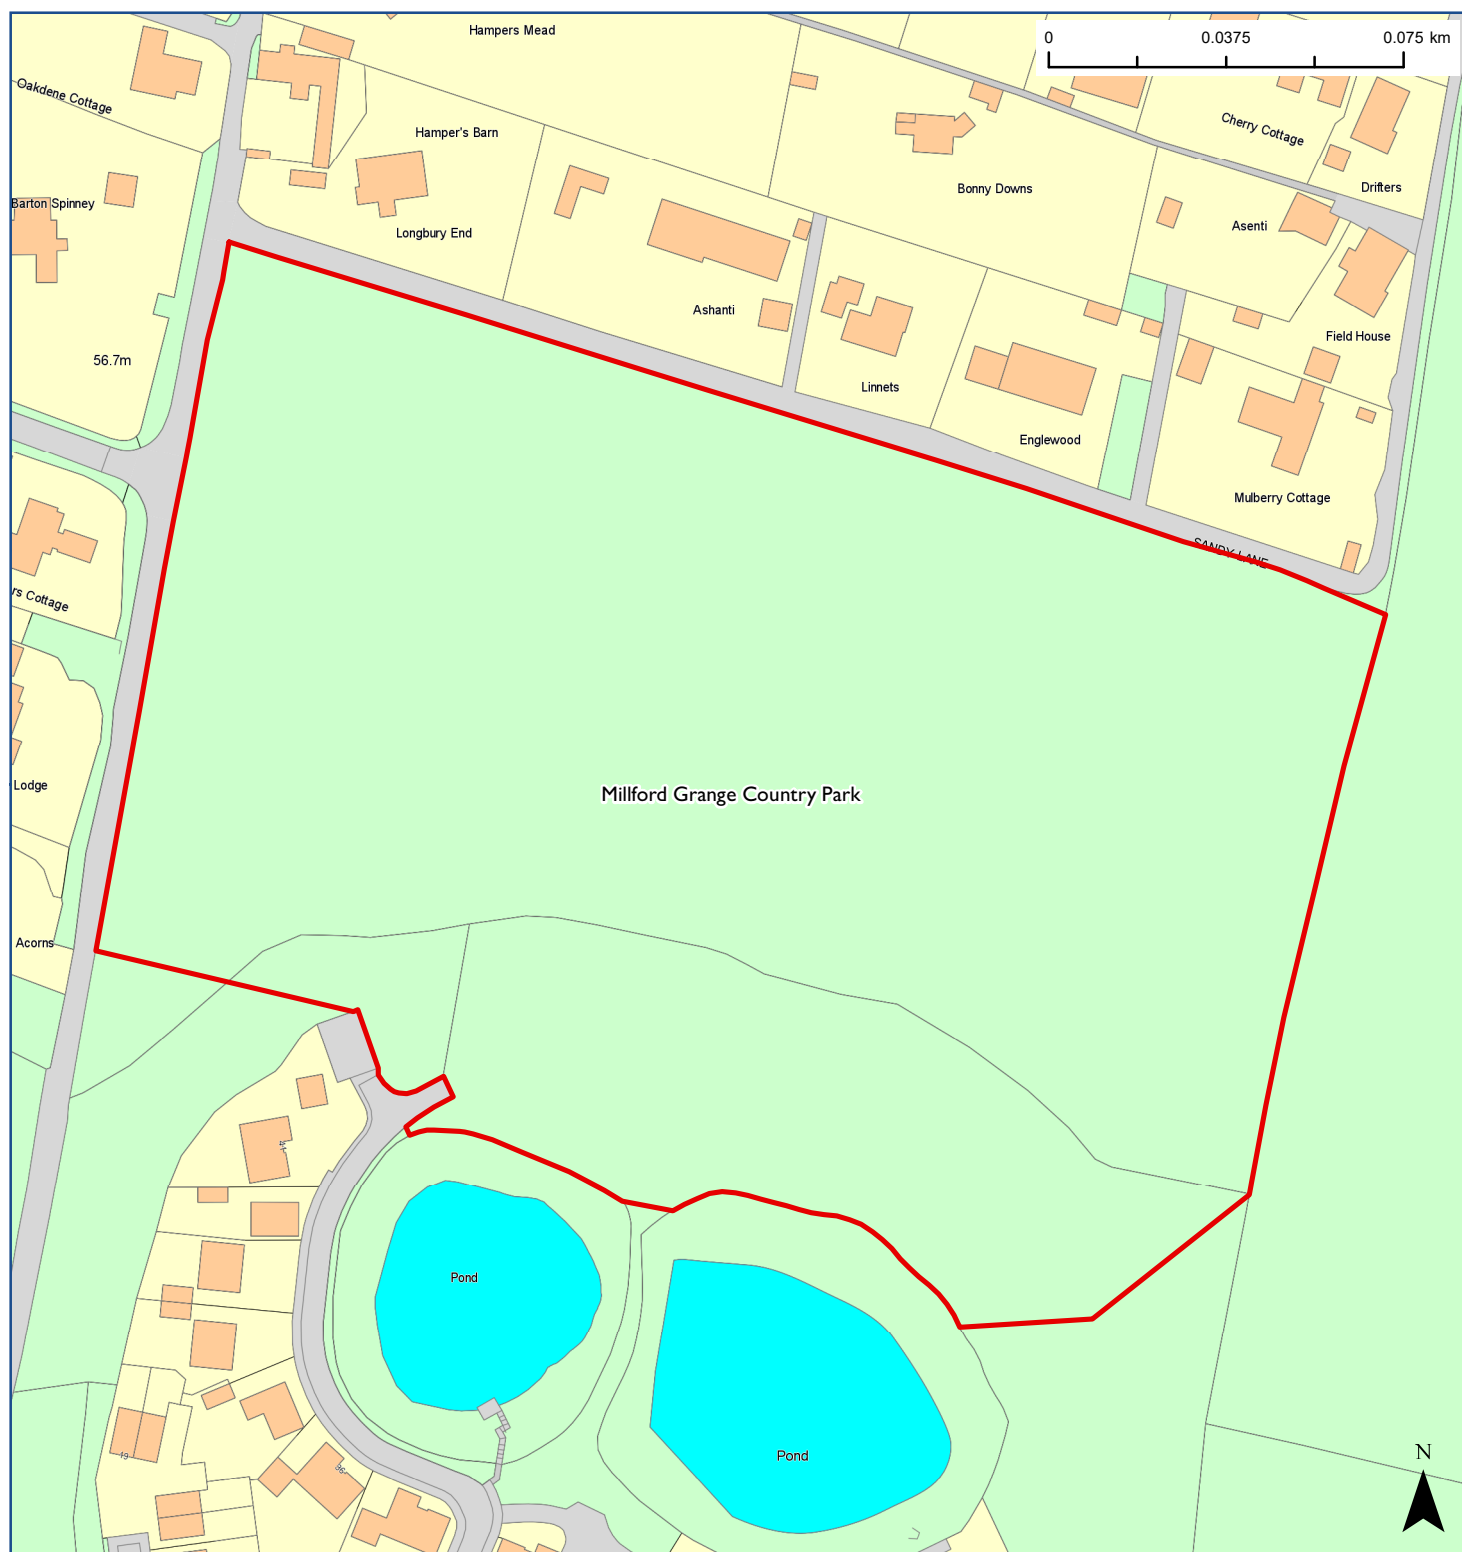 Hampers Mead
0 0.0375 0.075 km
Oakdene Cottage
Hamper's Barn
Cherry Cottage
Bonny Downs
Drifters
Barton Spinney
Longbury End
Asenti
Ashanti
Field House
56.7m
Linnets
Englewood
Mulberry Cottage
SANDY LANE
rs Cottage
Lodge
Millford Grange Country Park
Acorns
Pond
Pond
N
19